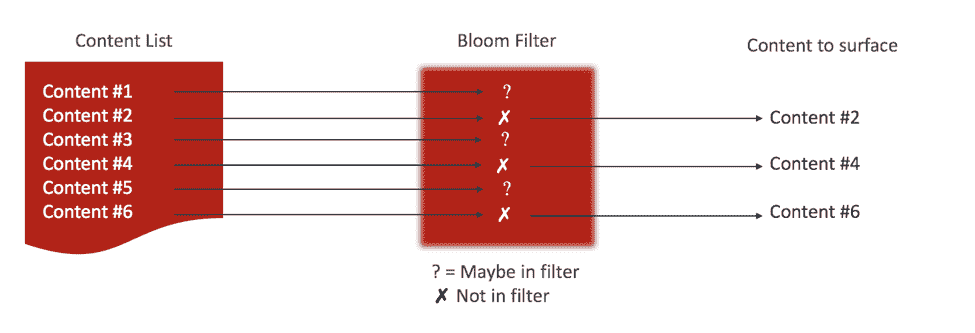 Content List
Bloom Filter
Content to surface
Content #1
?
Content #2
✗
Content #2
Content #3
?
Content #4
✗
Content #4
Content #5
?
Content #6
✗
Content #6
? = Maybe in filter
✗ Not in filter